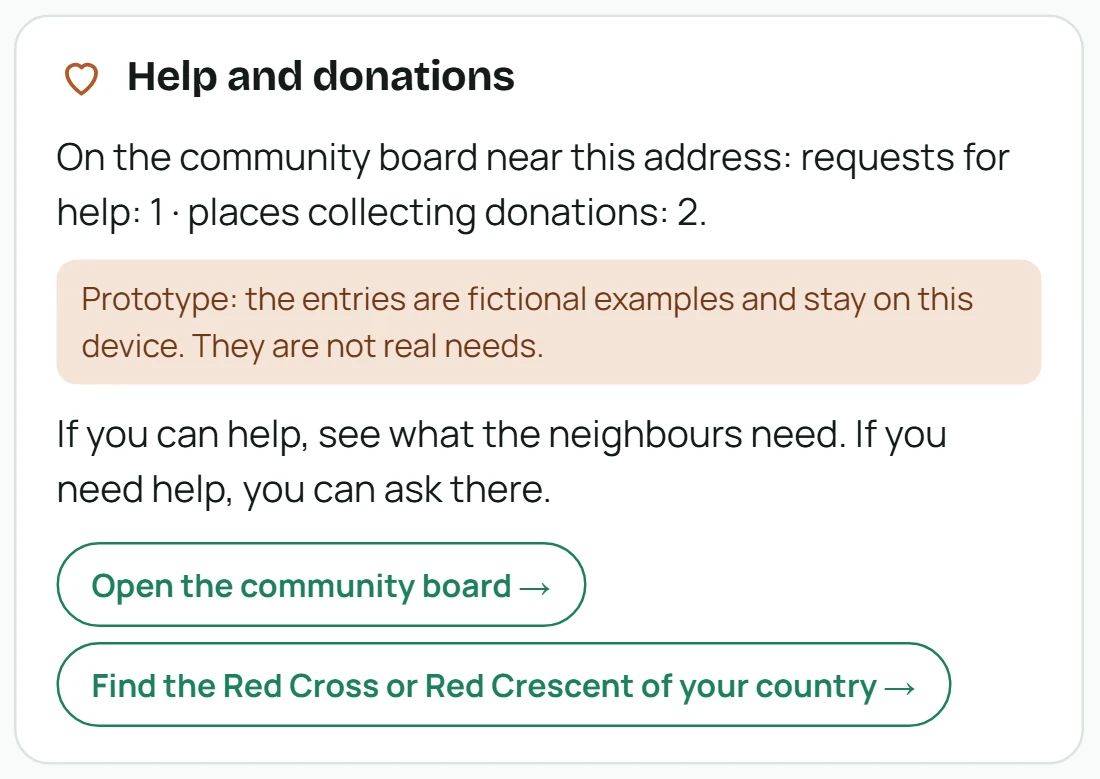 Help and donations
On the community board near this address: requests for
help: 1 · places collecting donations: 2.
Prototype: the entries are fictional examples and stay on this
device. They are not real needs.
If you can help, see what the neighbours need. If you
need help, you can ask there.
Open the community board →
Find the Red Cross or Red Crescent of your country →